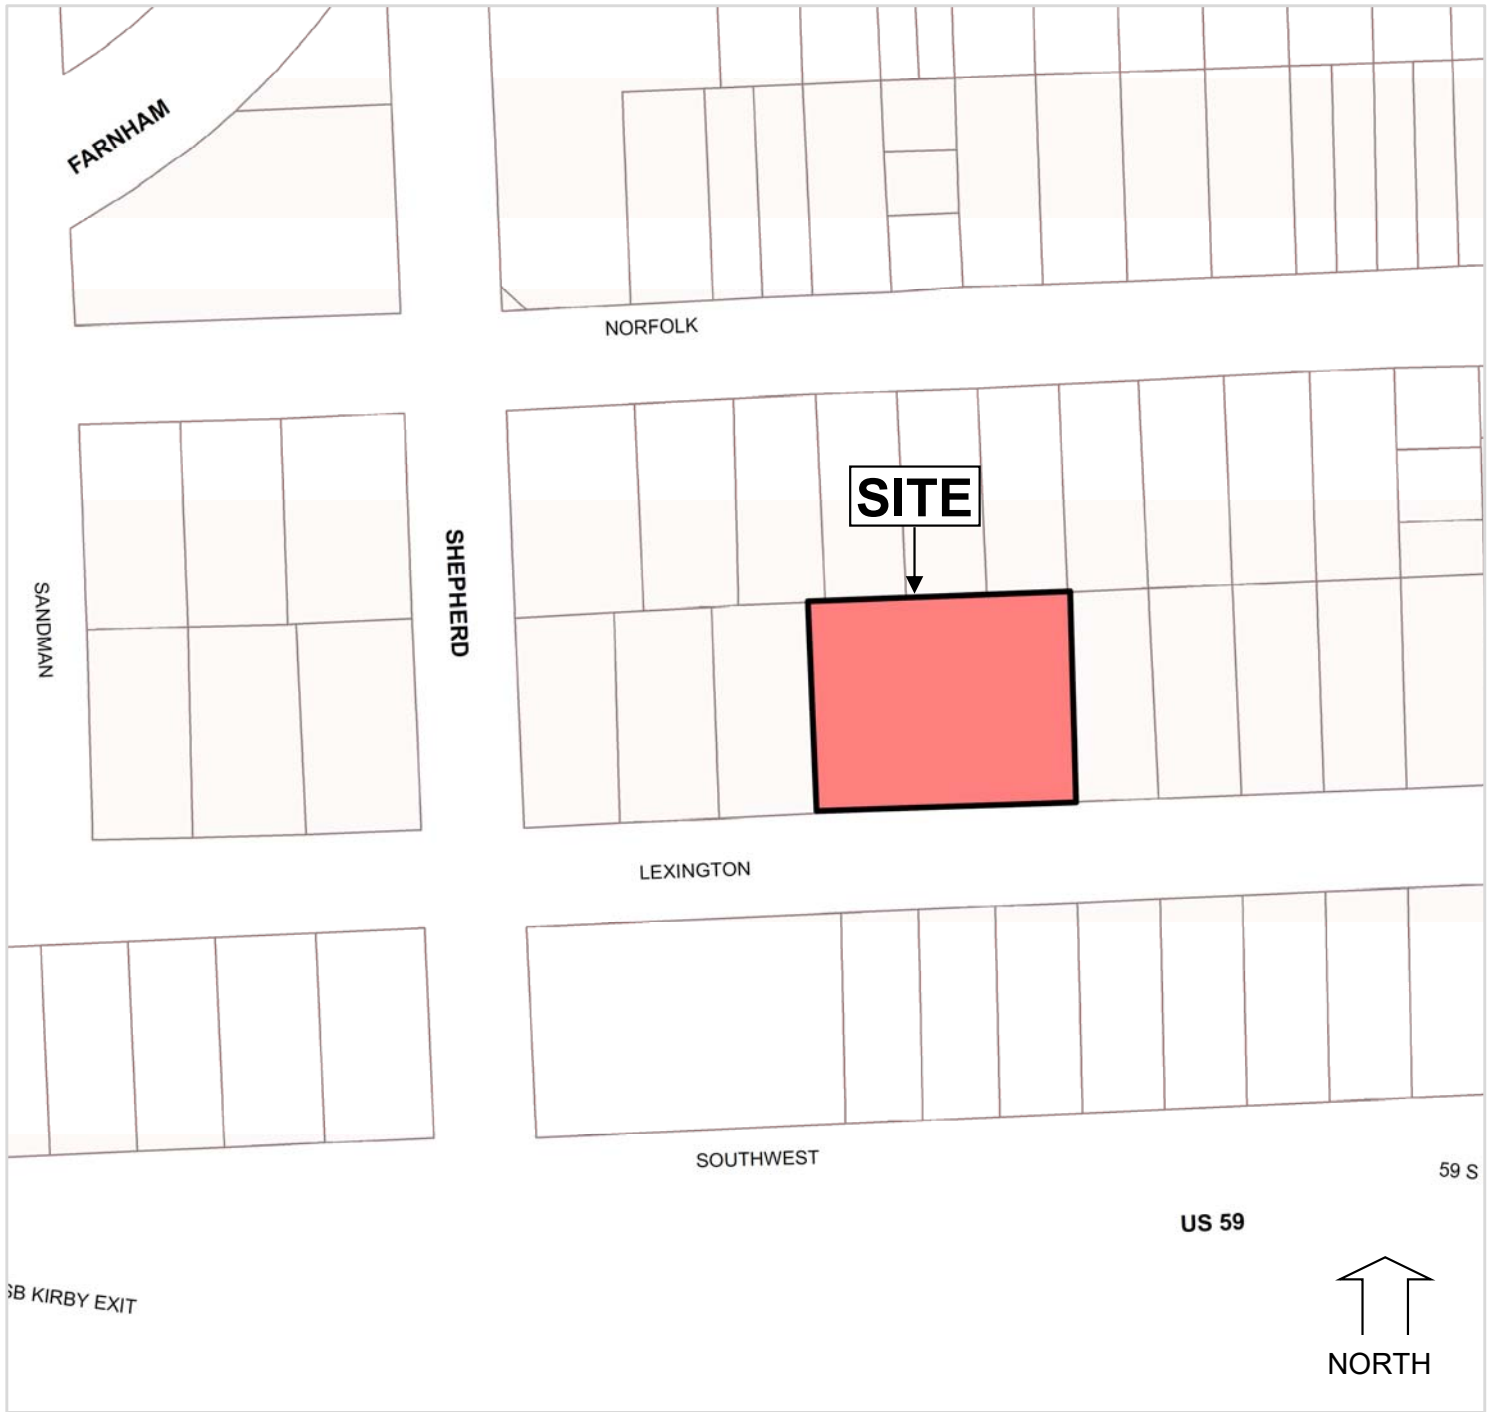 FARNHAM
NORFOLK
SITE
SHEPHERD
SANDMAN
LEXINGTON
SOUTHWEST
59 S
US 59
SB KIRBY EXIT
NORTH